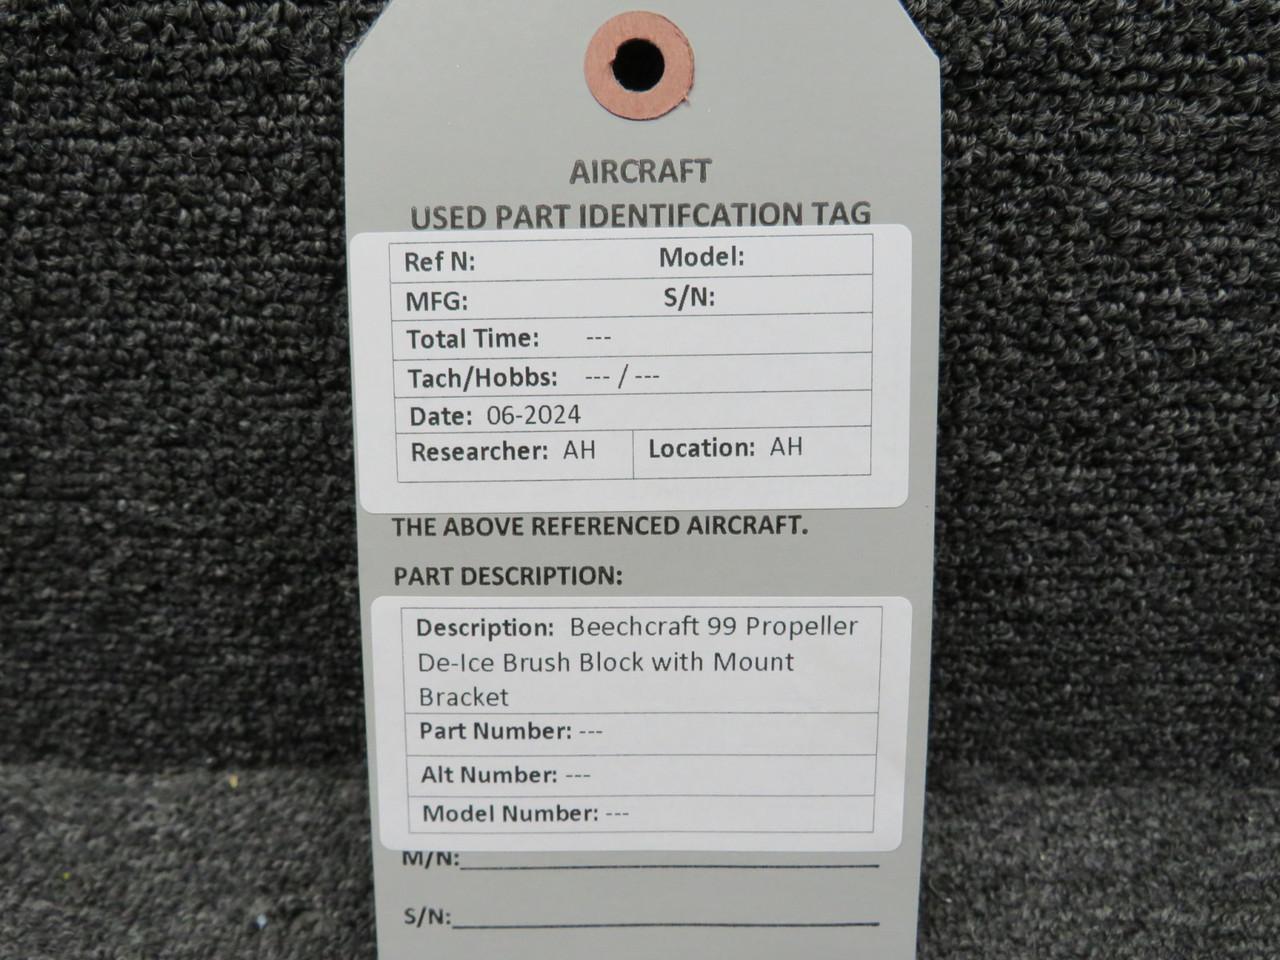 AIRCRAFT
USED PART IDENTIFCATION TAG
Ref N: Model:
MFG: S/N:
Total Time: ---
Tach/Hobbs: --- / ---
Date: 06-2024
Researcher: AH Location: AH
THE ABOVE REFERENCED AIRCRAFT.
PART DESCRIPTION:
Description: Beechcraft 99 Propeller
De-Ice Brush Block with Mount
Bracket
Part Number: ---
Alt Number: ---
Model Number: ---
M/N:
S/N: